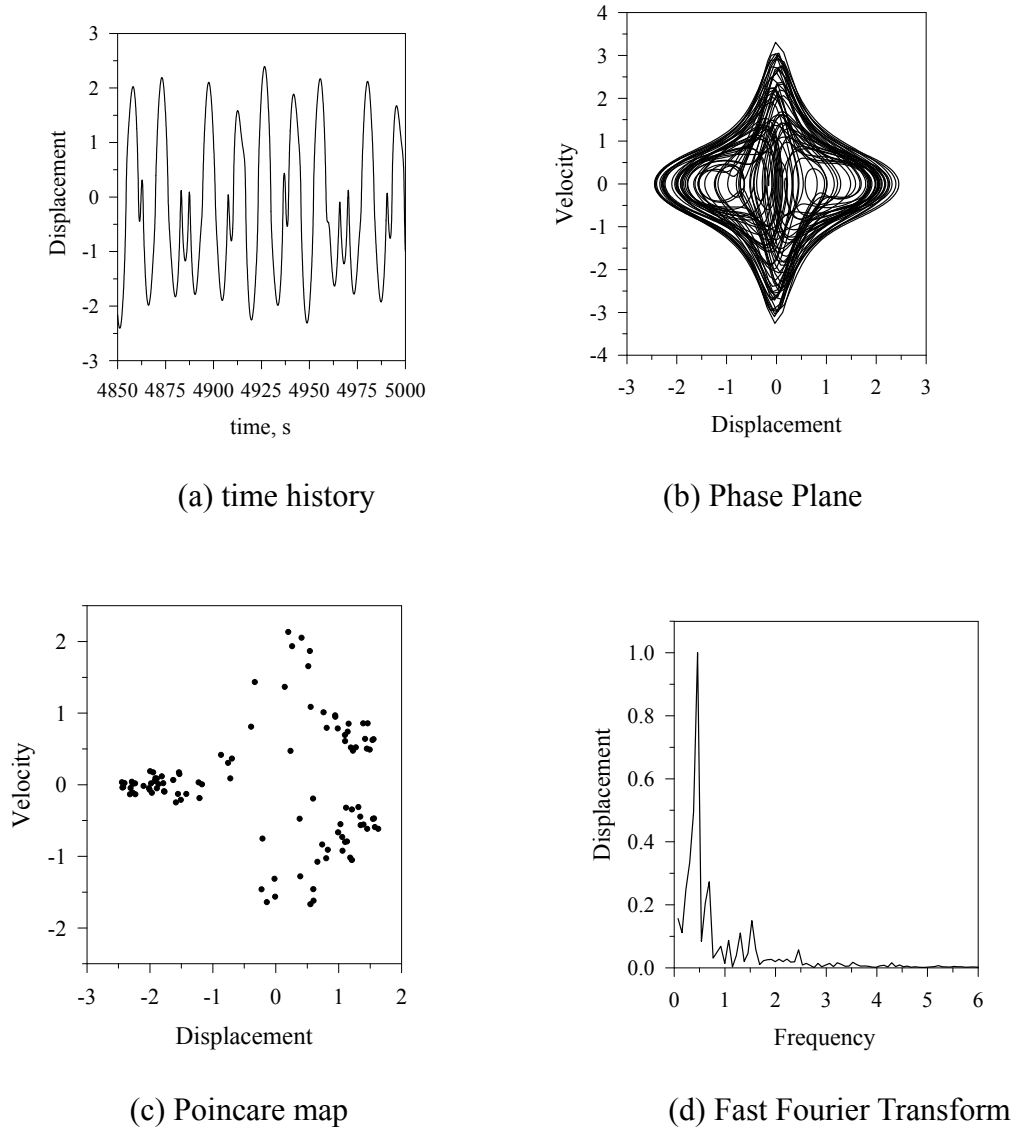 3
2
1
0
-1
-2
-3
Displacement
4850 4875 4900 4925 4950 4975 5000
time, s
(a) time history
4
3
2
1
0
-1
-2
-3
-4
Velocity
-3 -2 -1 0 1 2 3
Displacement
(b) Phase Plane
2
1
0
-1
-2
Velocity
-3 -2 -1 0 1 2
Displacement
(c) Poincare map
1.0
0.8
0.6
0.4
0.2
0.0
Displacement
0 1 2 3 4 5 6
Frequency
(d) Fast Fourier Transform